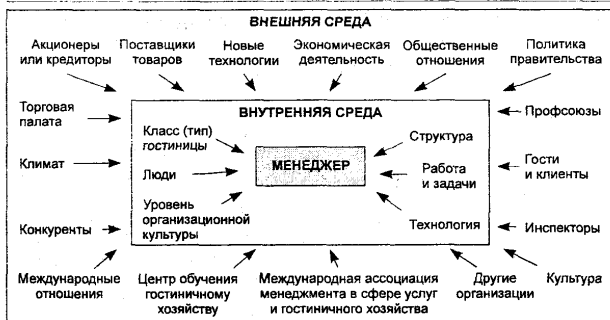 ВНЕШНЯЯ СРЕДА
Акционеры
или кредиторы
Поставщики
товаров
Новые
технологии
Экономическая
деятельность
Общественные
отношения
Политика
правительства
Торговая
палата
Климат
Конкуренты
ВНУТРЕННЯЯ СРЕДА
Класс (тип)
гостиницы
Люди
Уровень
организационной
культуры
МЕНЕДЖЕР
Структура
Работа
и задачи
Технология
Профсоюзы
Гости
и клиенты
Инспекторы
Международные
отношения
Центр обучения
гостиничному
хозяйству
Международная ассоциация
менеджмента в сфере услуг
и гостиничного хозяйства
Другие
организации
Культура